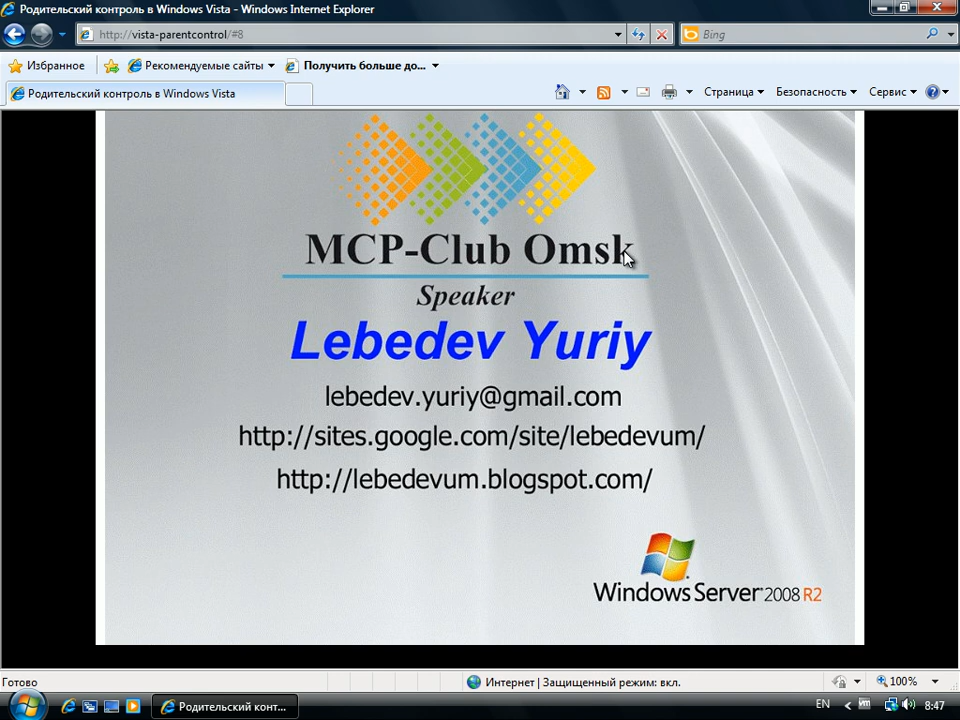 Родительский контроль в Windows Vista - Windows Internet Explorer
http://vista-parentcontrol/#8
Bing
Избранное
Рекомендуемые сайты
Получить больше до...
Родительский контроль в Windows Vista
Страница
Безопасность
Сервис
MCP-Club Omsk
Speaker
Lebedev Yuriy
lebedev.yuriy@gmail.com
http://sites.google.com/site/lebedevum/
http://lebedevum.blogspot.com/
Windows Server 2008 R2
Готово
Интернет | Защищенный режим: вкл.
100%
Родительский конт...
EN
8:47